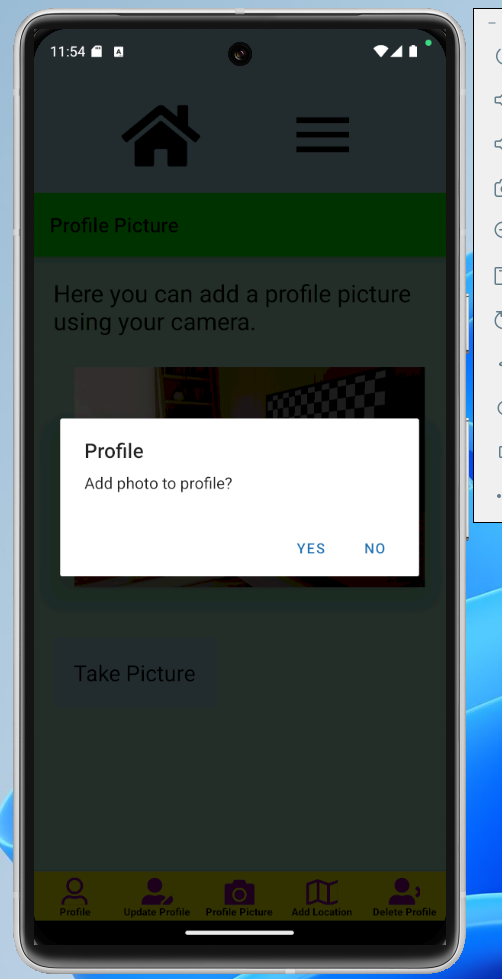 11:54
A
Profile Picture
Here you can add a profile picture
using your camera.
Profile
Add photo to profile?
YES NO
Take Picture
Profile Update Profile Profile Picture Add Location Delete Profile